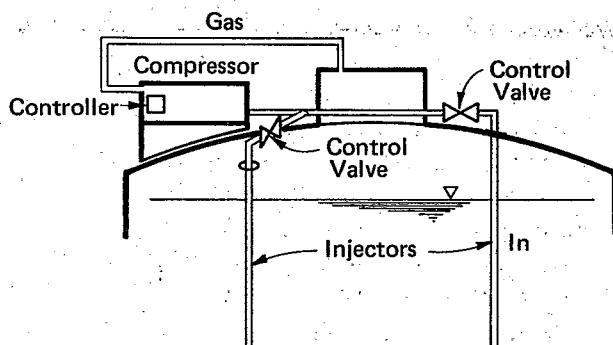 Gas
Compressor
Controller
Control
Valve
Control
Valve
Injectors
In